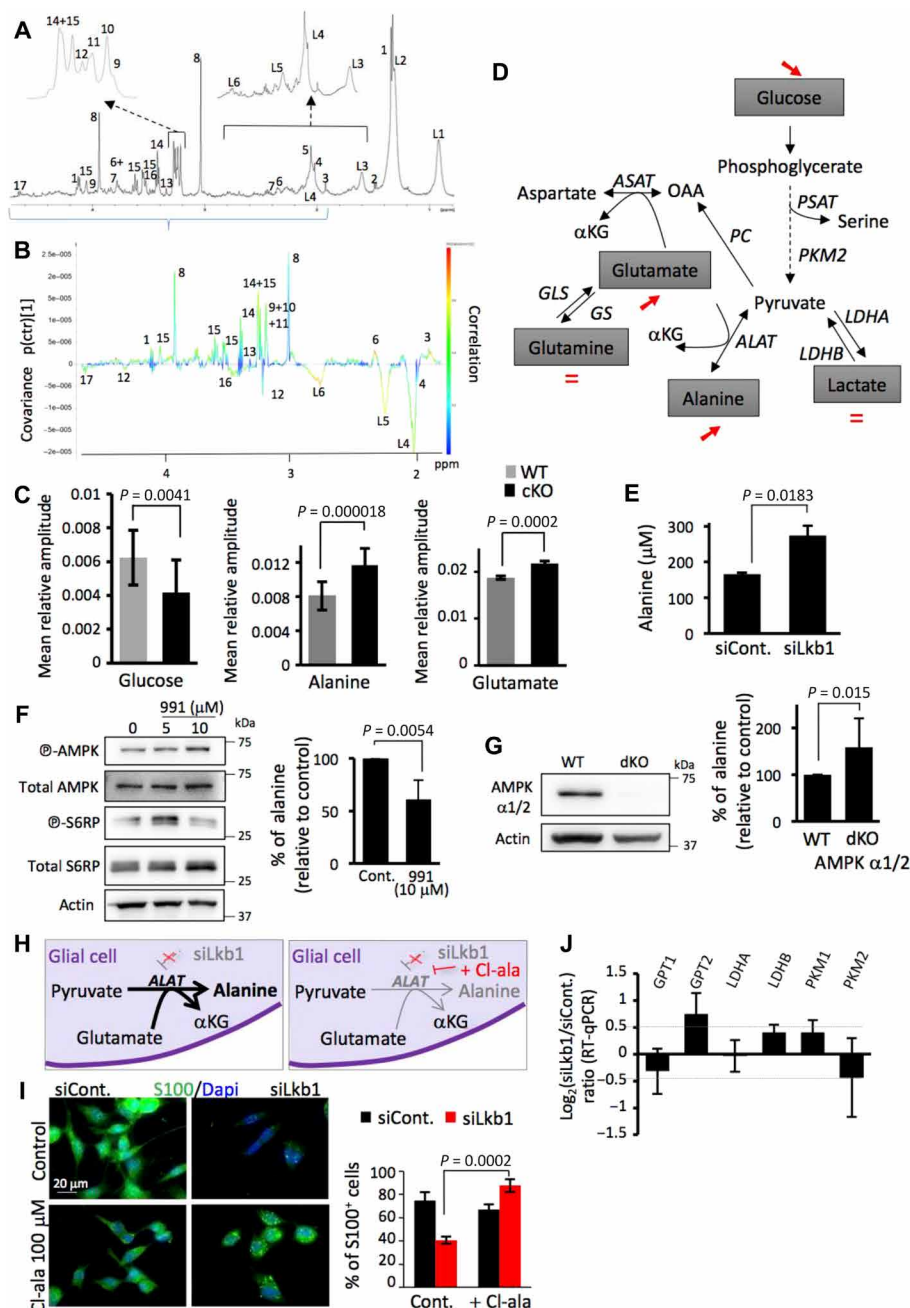 A
14+15
12
11
10
9
8
L6
L5
L4
L3
1
L2
8
17
1
15
9
6+
7
15
15
16
14
13
7
6
5
4
L4
3
L3
2
L1
B
Covariance p(ctr)[1]
2.5e-005
2e-005
1.5e-005
1e-005
5e-006
0
−5e-006
−1e-005
−1.5e-005
−2e-005
17
12
1
15
8
15
16
14
13
14+15
9+10
+11
12
8
L6
6
L5
L4
4
3
4
3
2
ppm
Correlation
C
WT
cKO
Mean relative amplitude
0.01
0.008
0.006
0.004
0.002
0
P = 0.0041
Glucose
Mean relative amplitude
0.012
0.008
0.004
0
P = 0.000018
Alanine
Mean relative amplitude
0.02
0.01
0
P = 0.0002
Glutamate
D
Glucose
Phosphoglycerate
PSAT
Serine
PKM2
Aspartate
ASAT
OAA
αKG
PC
Glutamate
GLS
GS
Glutamine
=
αKG
ALAT
Pyruvate
LDHA
LDHB
Alanine
Lactate
=
E
P = 0.0183
Alanine (μM)
300
200
100
0
siCont.
siLkb1
F
991 (μM)
0 5 10
kDa
℗-AMPK
75
Total AMPK
℗-S6RP
25
Total S6RP
25
Actin
37
P = 0.0054
% of alanine
(relative to control)
100
50
0
Cont.
991
(10 μM)
G
WT dKO
kDa
75
AMPK
α1/2
Actin
37
P = 0.015
% of alanine
(relative to control)
200
100
0
WT dKO
AMPK α1/2
H
Glial cell
siLkb1
ALAT
Pyruvate
Alanine
Glutamate
αKG
Glial cell
siLkb1
+ Cl-ala
ALAT
Pyruvate
Alanine
Glutamate
αKG
I
siCont.
S100/Dapi
siLkb1
Control
20 μm
Cl-ala 100 μM
siCont.
siLkb1
P = 0.0002
% of S100+ cells
100
80
60
40
20
0
Cont.
+ Cl-ala
J
GPT1
GPT2
LDHA
LDHB
PKM1
PKM2
Log2(siLkb1/siCont.)
ratio (RT-qPCR)
1.5
1
0.5
0
−0.5
−1
−1.5